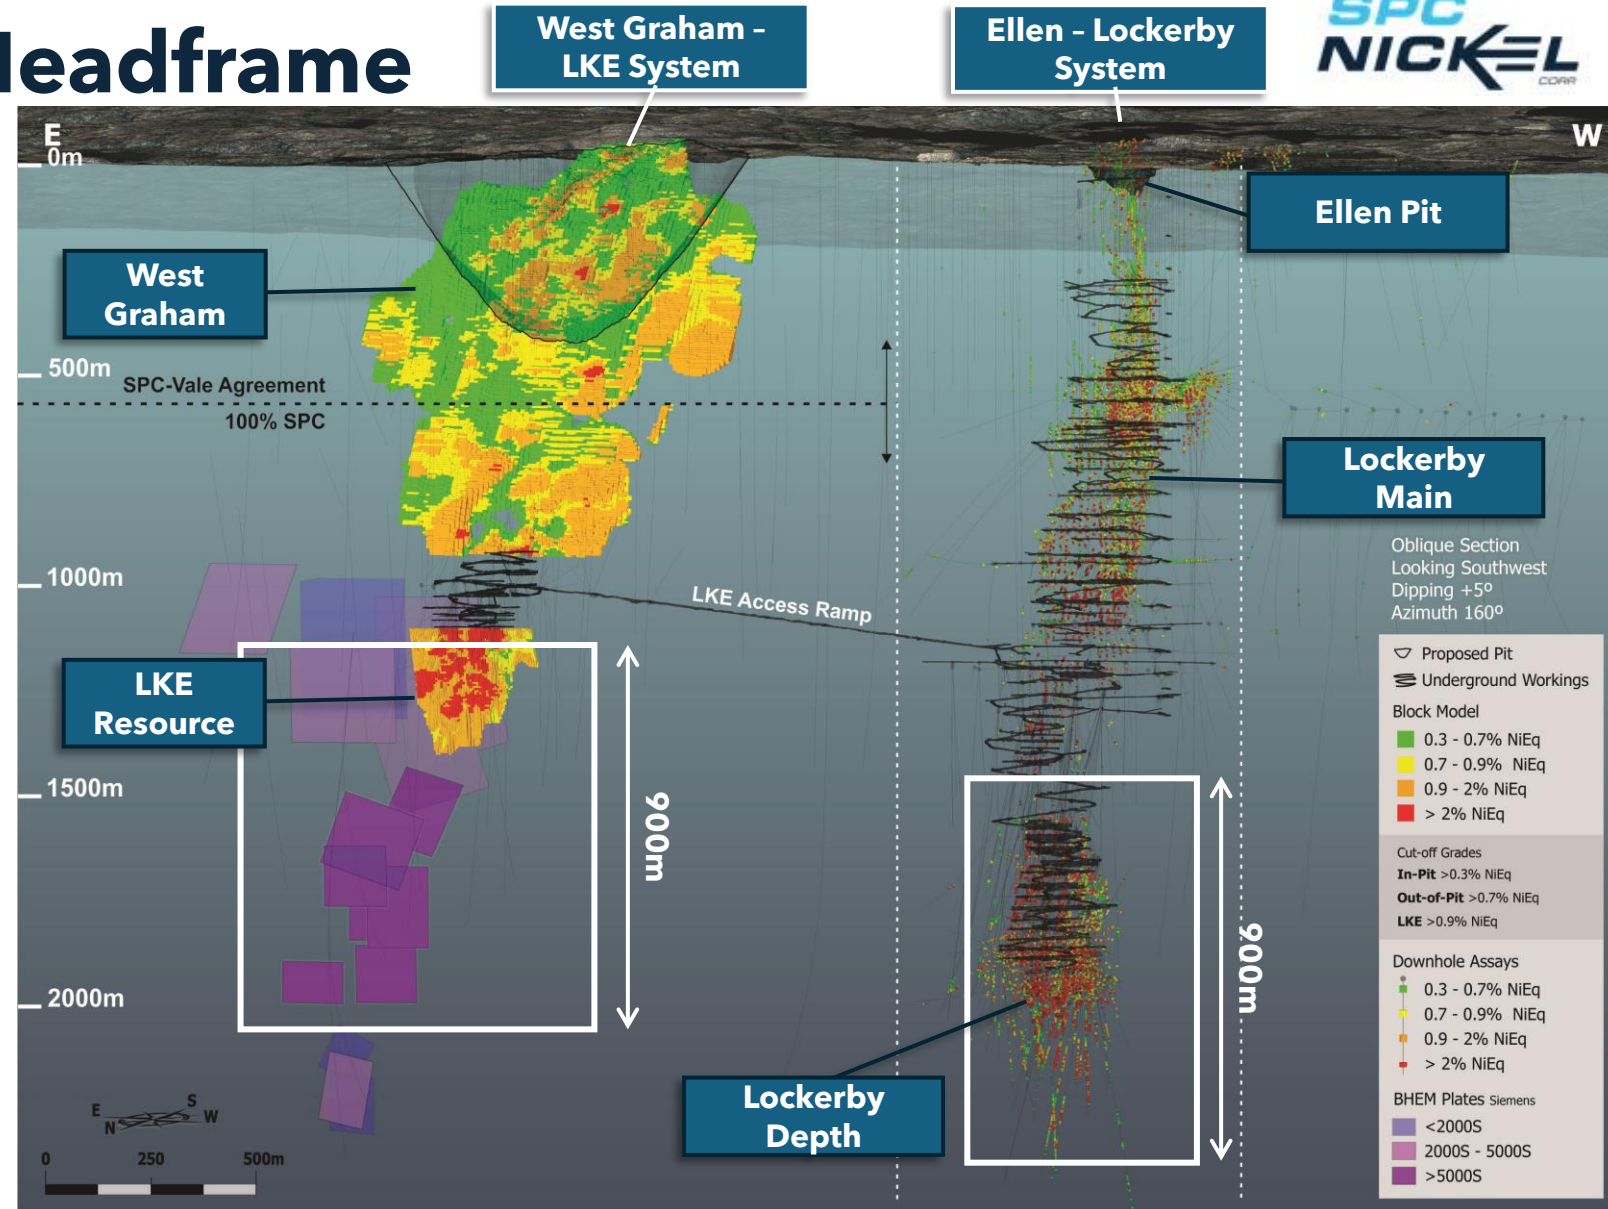 eadframe
West Graham –
LKE System
Ellen – Lockerby
System
SPC
NICKEL
CORP
E
W
0m
Ellen Pit
West
Graham
500m
SPC-Vale Agreement
100% SPC
Lockerby
Main
Oblique Section
Looking Southwest
Dipping +5º
Azimuth 160º
1000m
LKE Access Ramp
LKE
Resource
Proposed Pit
Underground Workings
Block Model
0.3 - 0.7% NiEq
0.7 - 0.9% NiEq
0.9 - 2% NiEq
> 2% NiEq
1500m
900m
Cut-off Grades
In-Pit >0.3% NiEq
Out-of-Pit >0.7% NiEq
LKE >0.9% NiEq
900m
Downhole Assays
0.3 - 0.7% NiEq
0.7 - 0.9% NiEq
0.9 - 2% NiEq
> 2% NiEq
2000m
Lockerby
Depth
BHEM Plates Siemens
<2000S
2000S - 5000S
>5000S
E
S
N
W
0
250
500m